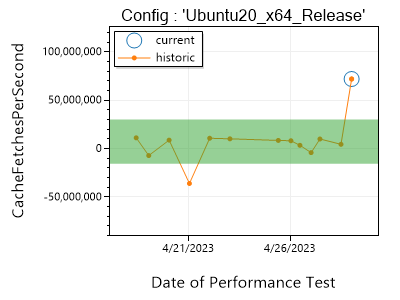 Config : 'Ubuntu20_x64_Release'
current
historic
CacheFetchesPerSecond
100,000,000
50,000,000
0
-50,000,000
4/21/2023
4/26/2023
Date of Performance Test